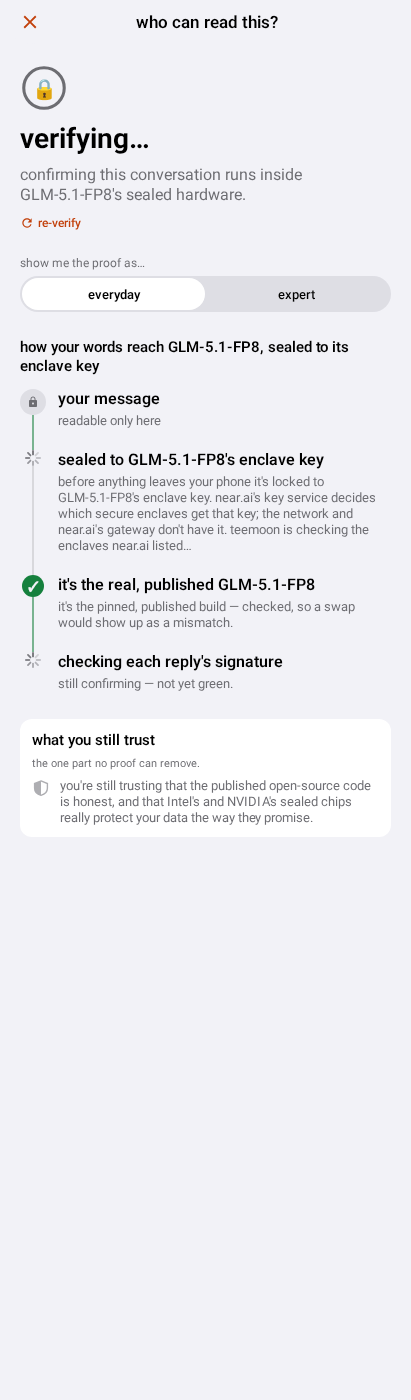 who can read this?
verifying…
confirming this conversation runs inside
GLM-5.1-FP8's sealed hardware.
re-verify
show me the proof as…
everyday
expert
how your words reach GLM-5.1-FP8, sealed to its
enclave key
your message
readable only here
sealed to GLM-5.1-FP8's enclave key
before anything leaves your phone it's locked to
GLM-5.1-FP8's enclave key. near.ai's key service decides
which secure enclaves get that key; the network and
near.ai's gateway don't have it. teemoon is checking the
enclaves near.ai listed…
it's the real, published GLM-5.1-FP8
it's the pinned, published build — checked, so a swap
would show up as a mismatch.
checking each reply's signature
still confirming — not yet green.
what you still trust
the one part no proof can remove.
you're still trusting that the published open-source code
is honest, and that Intel's and NVIDIA's sealed chips
really protect your data the way they promise.